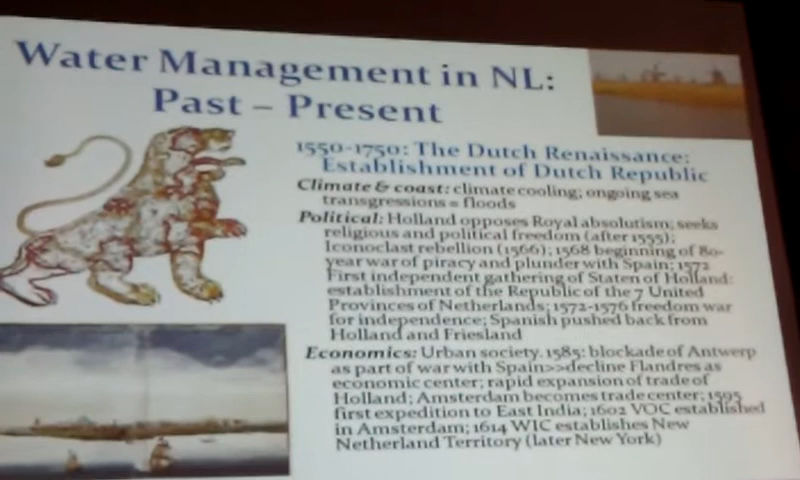 Water Management in NL:
Past – Present
1550-1750: The Dutch Renaissance:
Establishment of Dutch Republic
Climate & coast: climate cooling; ongoing sea
transgressions = floods
Political: Holland opposes Royal absolutism; seeks
religious and political freedom (after 1555);
Iconoclast rebellion (1566); 1568 beginning of 80-
year war of piracy and plunder with Spain; 1572
First independent gathering of Staten of Holland:
establishment of the Republic of the 7 United
Provinces of Netherlands; 1572-1576 freedom war
for independence; Spanish pushed back from
Holland and Friesland
Economics: Urban society. 1585: blockade of Antwerp
as part of war with Spain>>decline Flandres as
economic center; rapid expansion of trade of
Holland; Amsterdam becomes trade center; 1595
first expedition to East India; 1602 VOC established
in Amsterdam; 1614 WIC establishes New
Netherland Territory (later New York)